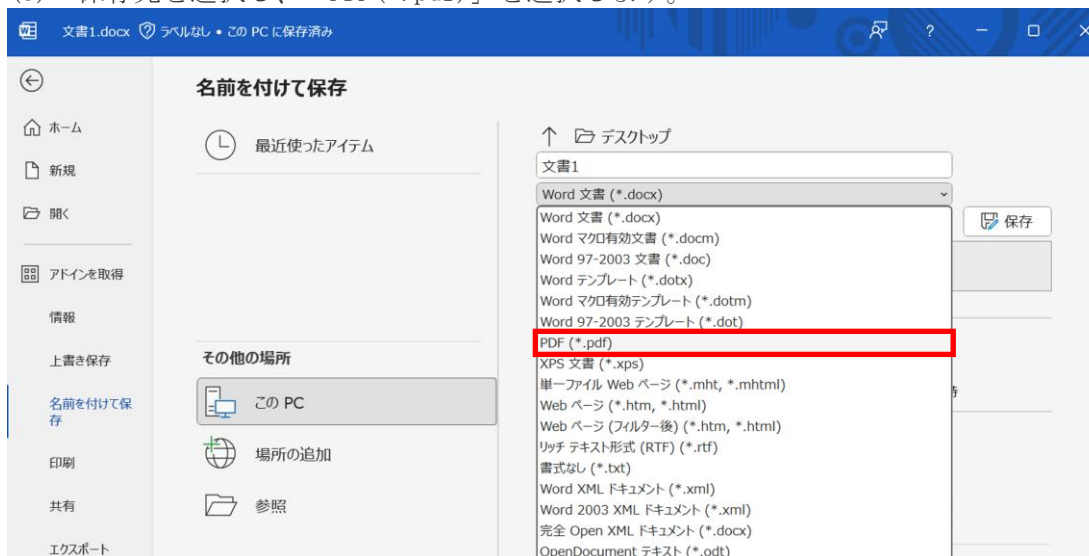 文書1.docx ラベルなし • この PC に保存済み
?
名前を付けて保存
ホーム
新規
開く
アドインを取得
情報
上書き保存
名前を付けて保
存
印刷
共有
エクスポート
最近使ったアイテム
その他の場所
この PC
場所の追加
参照
デスクトップ
文書1
Word 文書 (*.docx)
保存
Word 文書 (*.docx)
Word マクロ有効文書 (*.docm)
Word 97-2003 文書 (*.doc)
Word テンプレート (*.dotx)
Word マクロ有効テンプレート (*.dotm)
Word 97-2003 テンプレート (*.dot)
PDF (*.pdf)
XPS 文書 (*.xps)
単一ファイル Web ページ (*.mht, *.mhtml)
Web ページ (*.htm, *.html)
Web ページ (フィルター後) (*.htm, *.html)
リッチ テキスト形式 (RTF) (*.rtf)
書式なし (*.txt)
Word XML ドキュメント (*.xml)
Word 2003 XML ドキュメント (*.xml)
完全 Open XML ドキュメント (*.docx)
OpenDocument テキスト (*.odt)